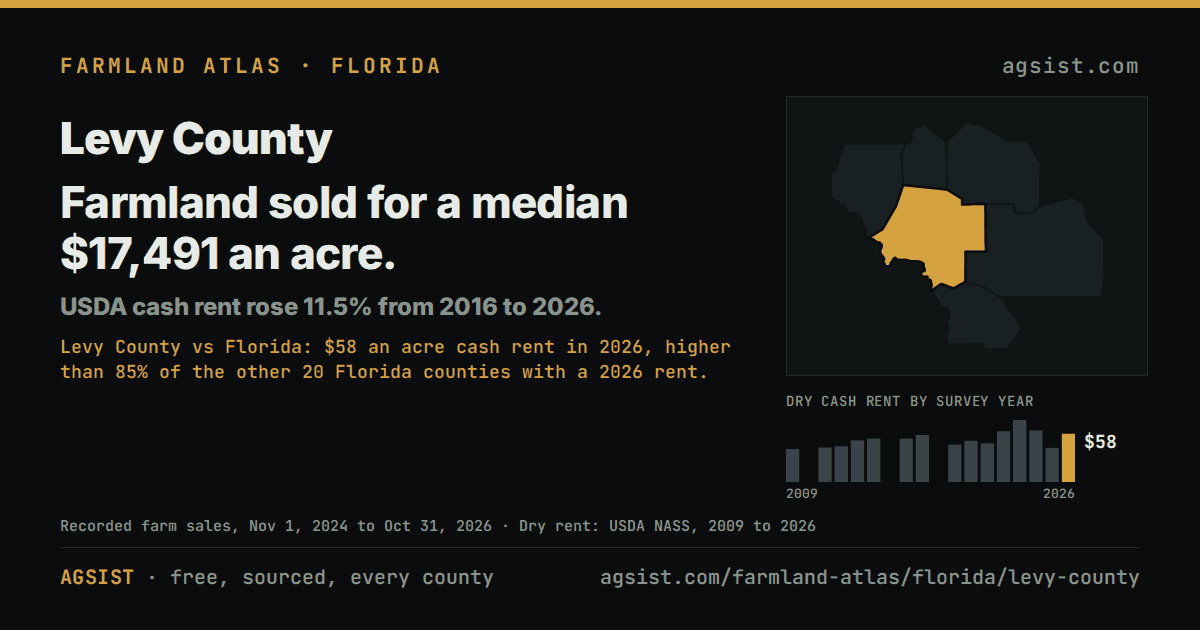 FARMLAND ATLAS · FLORIDA
agsist.com
Levy County
Farmland sold for a median
$17,491 an acre.
USDA cash rent rose 11.5% from 2016 to 2026.
Levy County vs Florida: $58 an acre cash rent in 2026, higher
than 85% of the other 20 Florida counties with a 2026 rent.
DRY CASH RENT BY SURVEY YEAR
$58
2009
2026
Recorded farm sales, Nov 1, 2024 to Oct 31, 2026 · Dry rent: USDA NASS, 2009 to 2026
AGSIST · free, sourced, every county
agsist.com/farmland-atlas/florida/levy-county